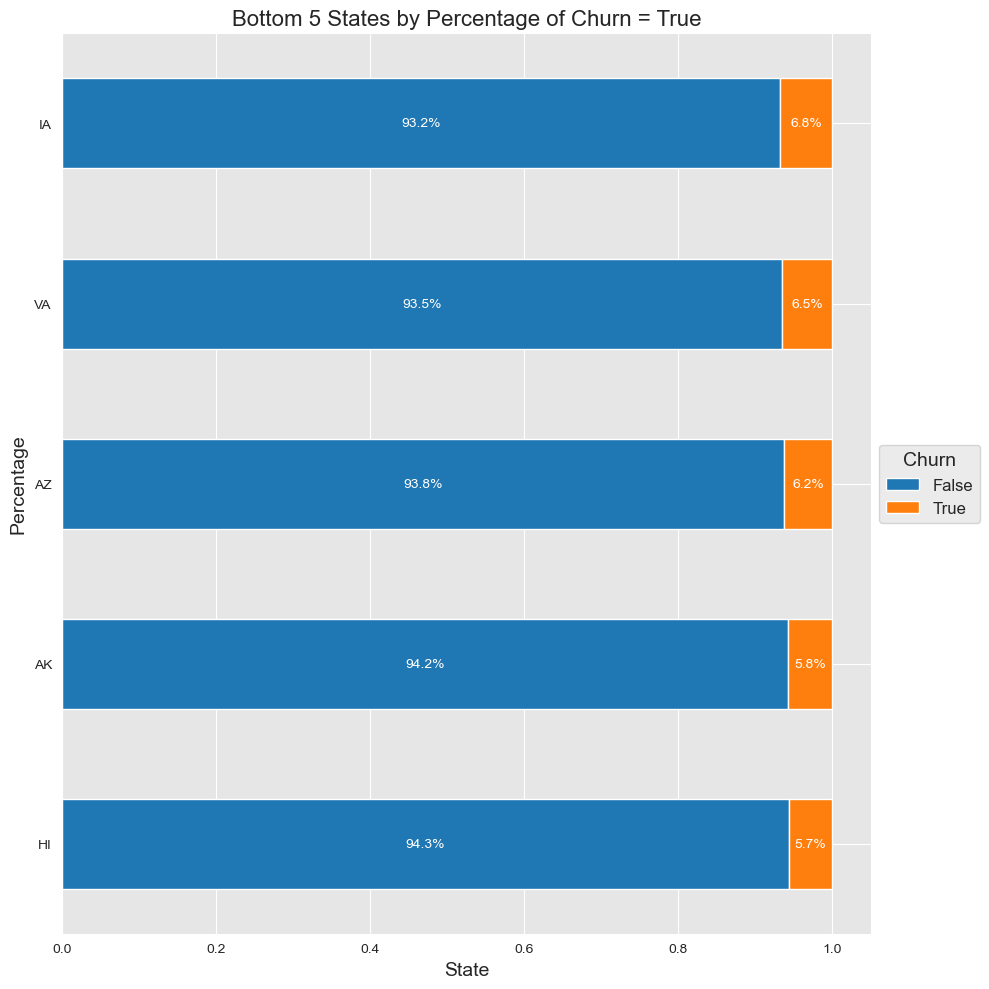 Bottom 5 States by Percentage of Churn = True
IA
93.2%
6.8%
VA
93.5%
6.5%
Percentage
AZ
93.8%
6.2%
Churn
False
True
AK
94.2%
5.8%
HI
94.3%
5.7%
0.0
0.2
0.4
0.6
0.8
1.0
State